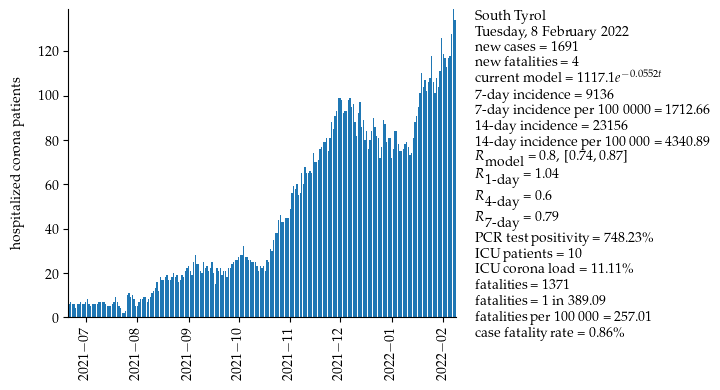 hospitalized corona patients
0
20
40
60
80
100
120
2021−07
2021−08
2021−09
2021−10
2021−11
2021−12
2022−01
2022−02
South Tyrol
Tuesday, 8 February 2022
new cases = 1691
new fatalities = 4
current model = 1117.1e^−0.0552t
7-day incidence = 9136
7-day incidence per 100 0000 = 1712.66
14-day incidence = 23156
14-day incidence per 100 000 = 4340.89
R_model = 0.8, [0.74, 0.87]
R_1-day = 1.04
R_4-day = 0.6
R_7-day = 0.79
PCR test positivity = 748.23%
ICU patients = 10
ICU corona load = 11.11%
fatalities = 1371
fatalities = 1 in 389.09
fatalities per 100 000 = 257.01
case fatality rate = 0.86%